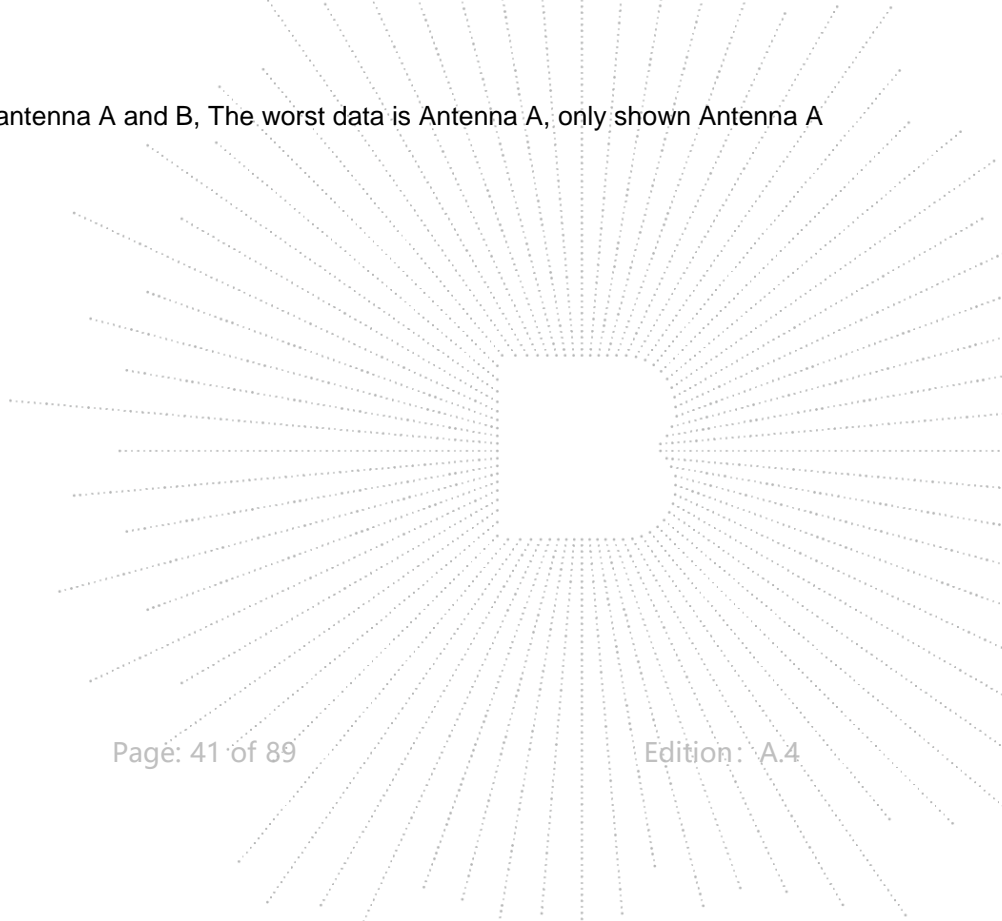 antenna A and B, The worst data is Antenna A, only shown Antenna A
Page: 41 of 89 Edition： A.4